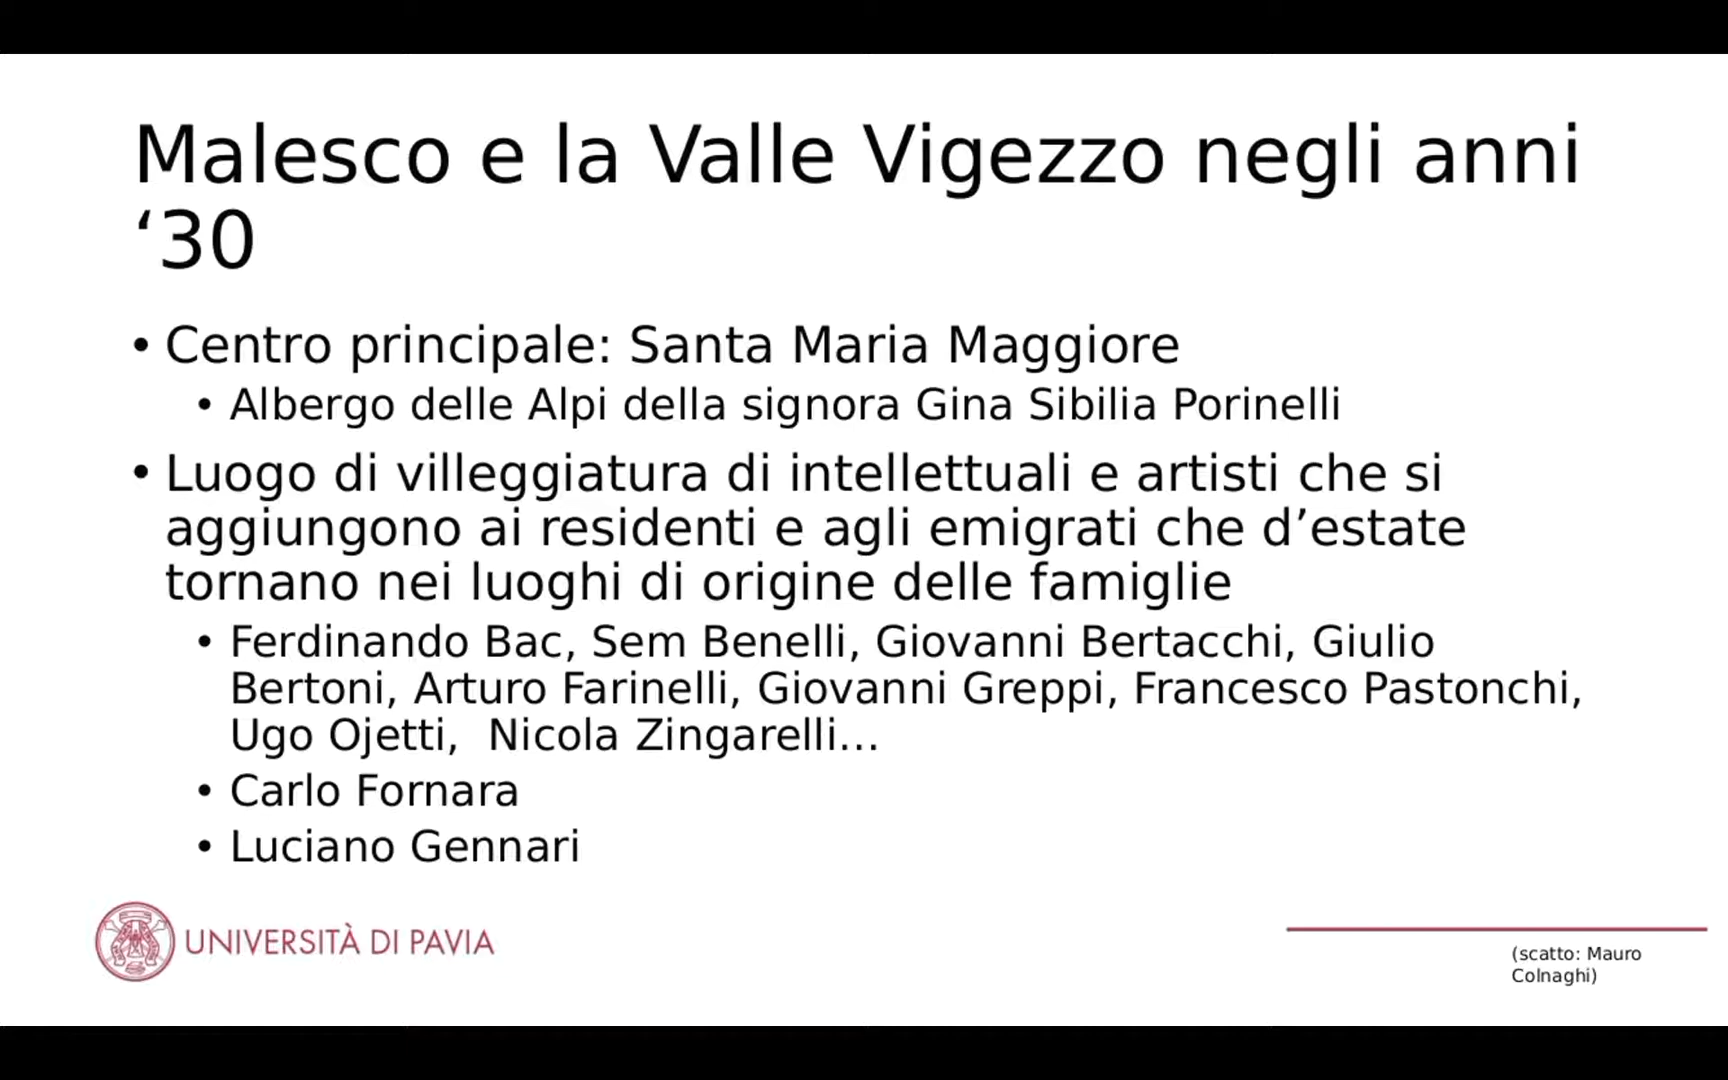 Malesco e la Valle Vigezzo negli anni
‘30
• Centro principale: Santa Maria Maggiore
• Albergo delle Alpi della signora Gina Sibilia Porinelli
• Luogo di villeggiatura di intellettuali e artisti che si
aggiungono ai residenti e agli emigrati che d’estate
tornano nei luoghi di origine delle famiglie
• Ferdinando Bac, Sem Benelli, Giovanni Bertacchi, Giulio
Bertoni, Arturo Farinelli, Giovanni Greppi, Francesco Pastonchi,
Ugo Ojetti,  Nicola Zingarelli...
• Carlo Fornara
• Luciano Gennari
UNIVERSITÀ DI PAVIA
(scatto: Mauro
Colnaghi)